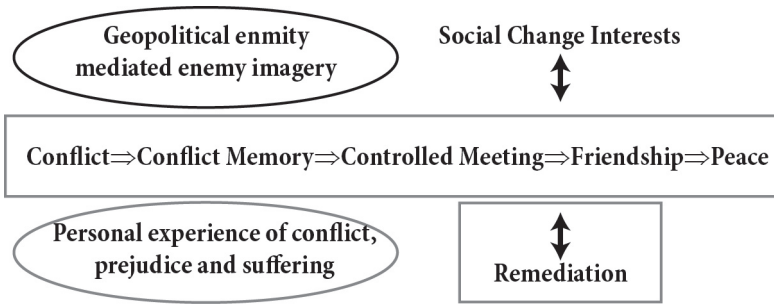 Geopolitical enmity
mediated enemy imagery
Social Change Interests
Conflict⇒Conflict Memory⇒Controlled Meeting⇒Friendship⇒Peace
Personal experience of conflict,
prejudice and suffering
Remediation